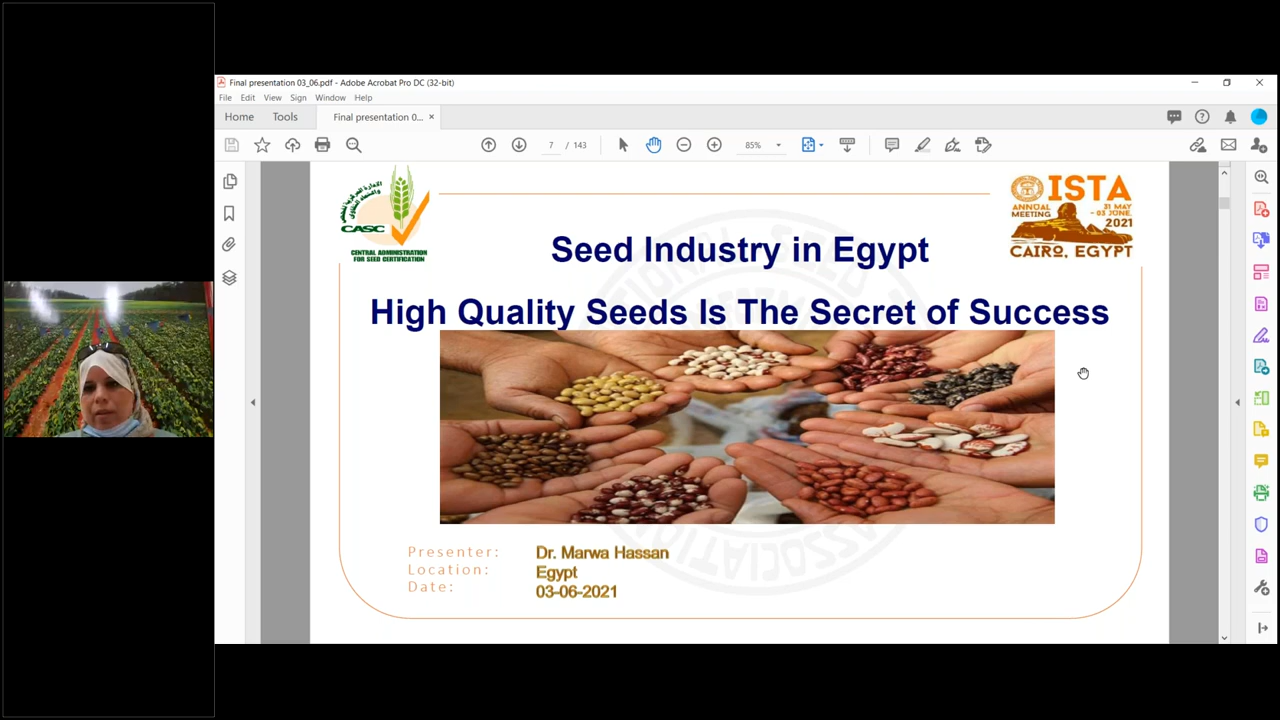 Final presentation 03_06.pdf - Adobe Acrobat Pro DC (32-bit)
File Edit View Sign Window Help
Home Tools Final presentation 0... ×
7 / 143 85%
CASC
CENTRAL ADMINISTRATION
FOR SEED CERTIFICATION
ISTA
ANNUAL
MEETING
31 MAY
- 03 JUNE,
2021
CAIRO, EGYPT
Seed Industry in Egypt
High Quality Seeds Is The Secret of Success
Presenter: Dr. Marwa Hassan
Location: Egypt
Date: 03-06-2021